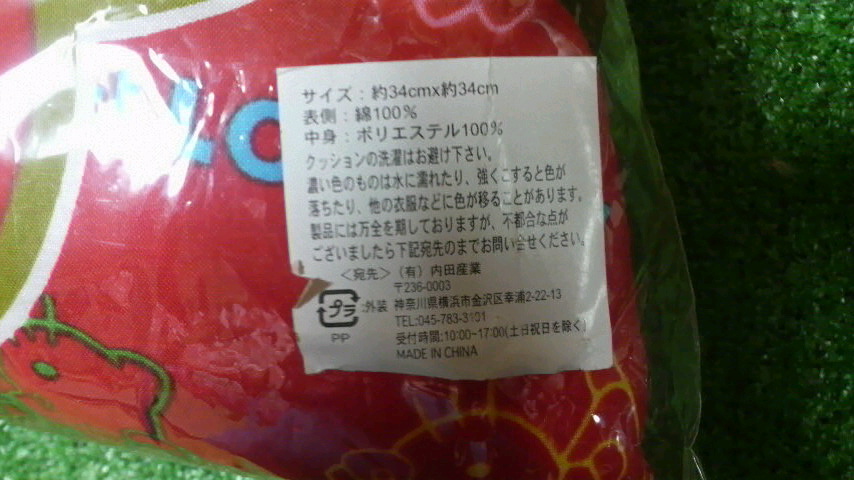 LO
サイズ：約34cmx約34cm
表側：綿100%
中身：ポリエステル100%
クッションの洗濯はお避け下さい。
濃い色のものは水に濡れたり、強くこすると色が
落ちたり、他の衣服などに色が移ることがあります。
製品には万全を期しておりますが、不都合な点が
ございましたら下記宛先のまでお問い合せください。
＜宛先＞（有）内田産業
〒236-0003
プラ :外装 神奈川県横浜市金沢区幸浦2-22-13
TEL:045-783-3101
PP 受付時間:10:00~17:00(土日祝日を除く)
MADE IN CHINA